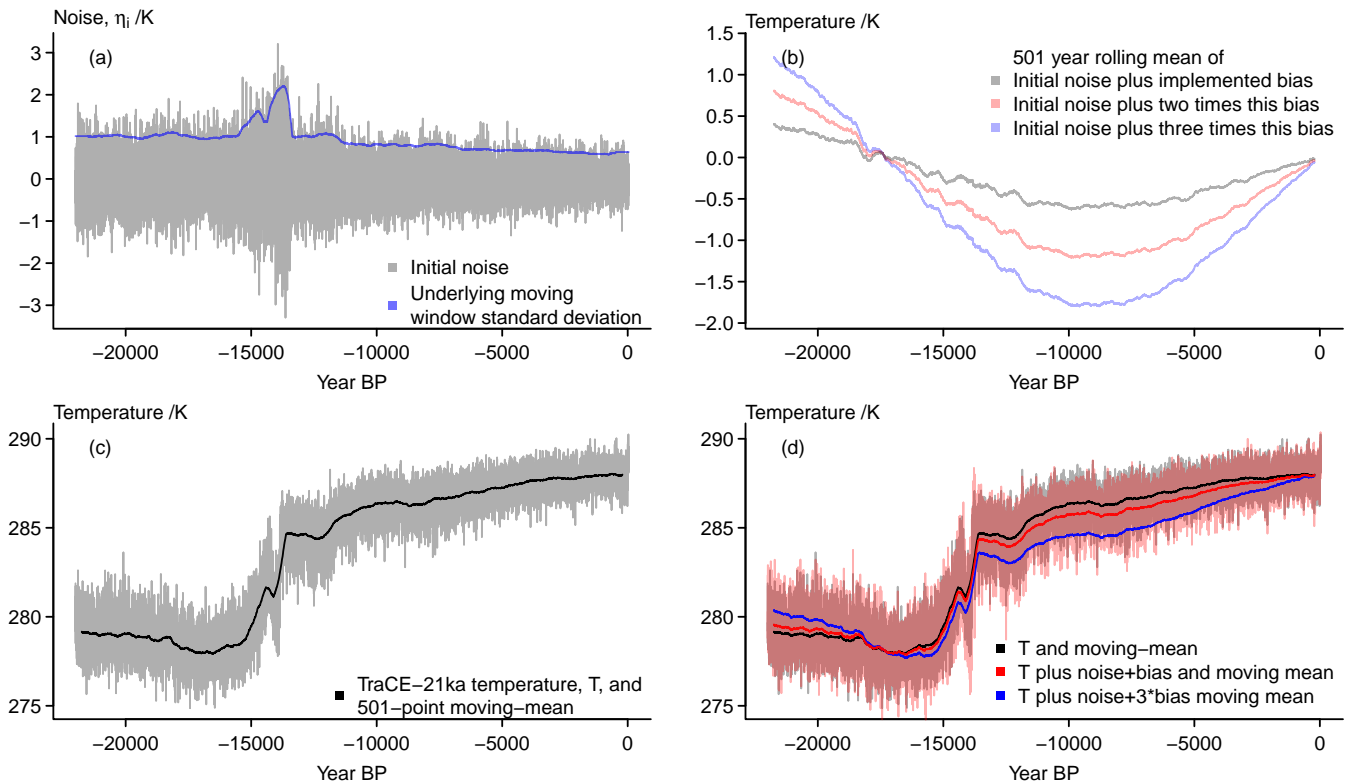 Noise, ηi /K
(a)
3
2
1
0
−1
−2
−3
Initial noise
Underlying moving
window standard deviation
−20000 −15000 −10000 −5000 0
Year BP
Temperature /K
(b)
1.5
1.0
0.5
0.0
−0.5
−1.0
−1.5
−2.0
501 year rolling mean of
Initial noise plus implemented bias
Initial noise plus two times this bias
Initial noise plus three times this bias
−20000 −15000 −10000 −5000 0
Year BP
Temperature /K
(c)
290
285
280
275
TraCE−21ka temperature, T, and
501−point moving−mean
−20000 −15000 −10000 −5000 0
Year BP
Temperature /K
(d)
290
285
280
275
T and moving−mean
T plus noise+bias and moving mean
T plus noise+3*bias moving mean
−20000 −15000 −10000 −5000 0
Year BP